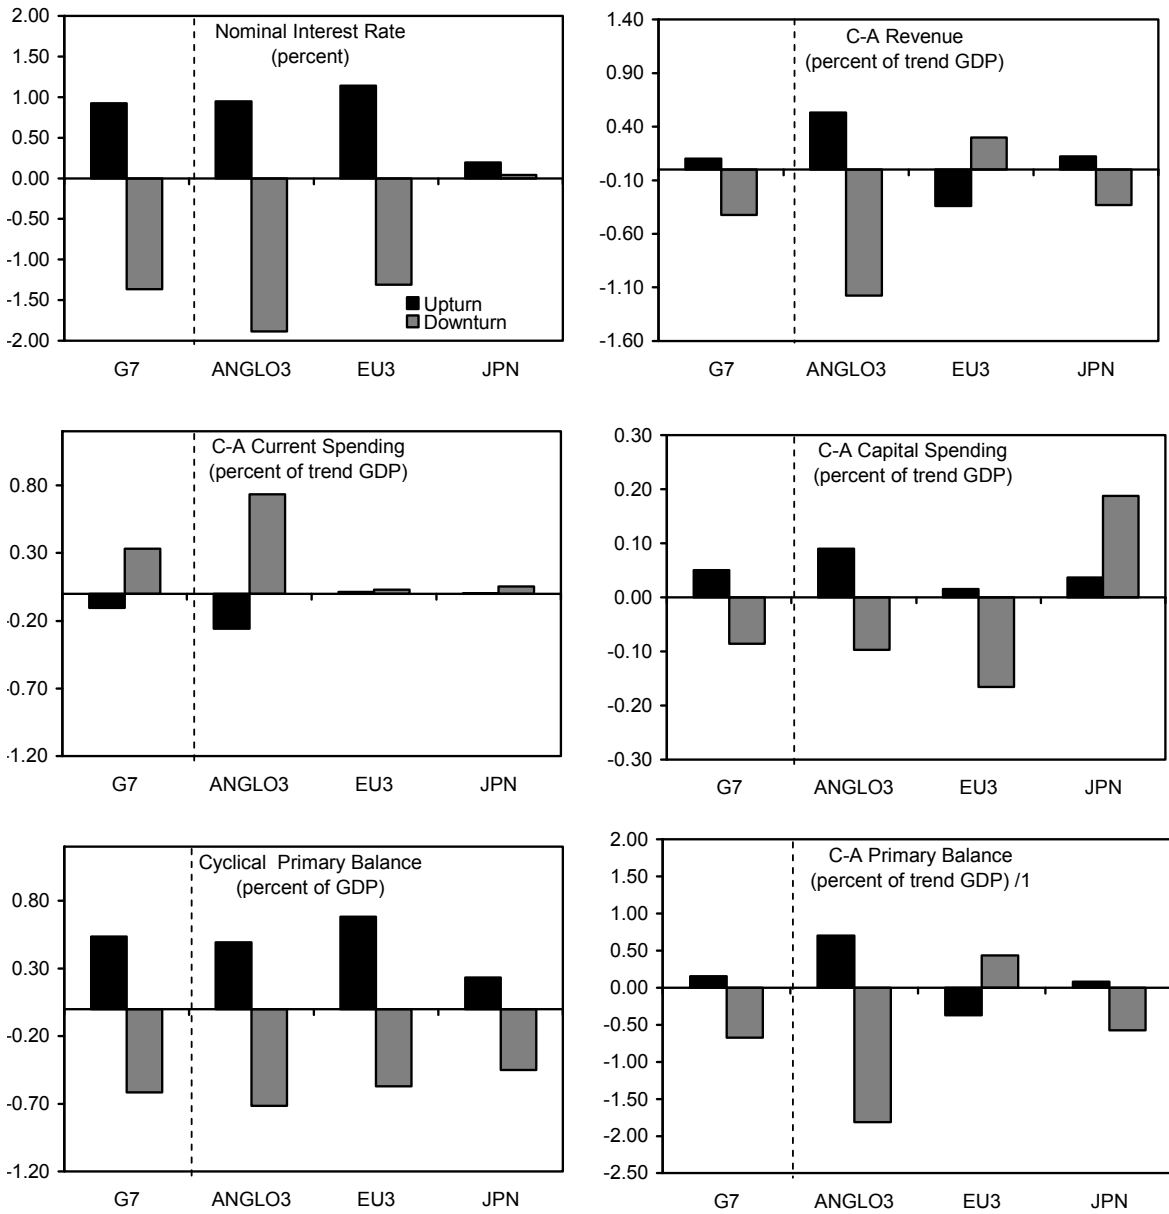 Nominal Interest Rate
(percent)
2.00
1.50
1.00
0.50
0.00
-0.50
-1.00
-1.50
-2.00
Upturn
Downturn
G7 ANGLO3 EU3 JPN
C-A Revenue
(percent of trend GDP)
1.40
0.90
0.40
-0.10
-0.60
-1.10
-1.60
G7 ANGLO3 EU3 JPN
C-A Current Spending
(percent of trend GDP)
0.80
0.30
-0.20
-0.70
-1.20
G7 ANGLO3 EU3 JPN
C-A Capital Spending
(percent of trend GDP)
0.30
0.20
0.10
0.00
-0.10
-0.20
-0.30
G7 ANGLO3 EU3 JPN
Cyclical Primary Balance
(percent of GDP)
0.80
0.30
-0.20
-0.70
-1.20
G7 ANGLO3 EU3 JPN
C-A Primary Balance
(percent of trend GDP) /1
2.00
1.50
1.00
0.50
0.00
-0.50
-1.00
-1.50
-2.00
-2.50
G7 ANGLO3 EU3 JPN